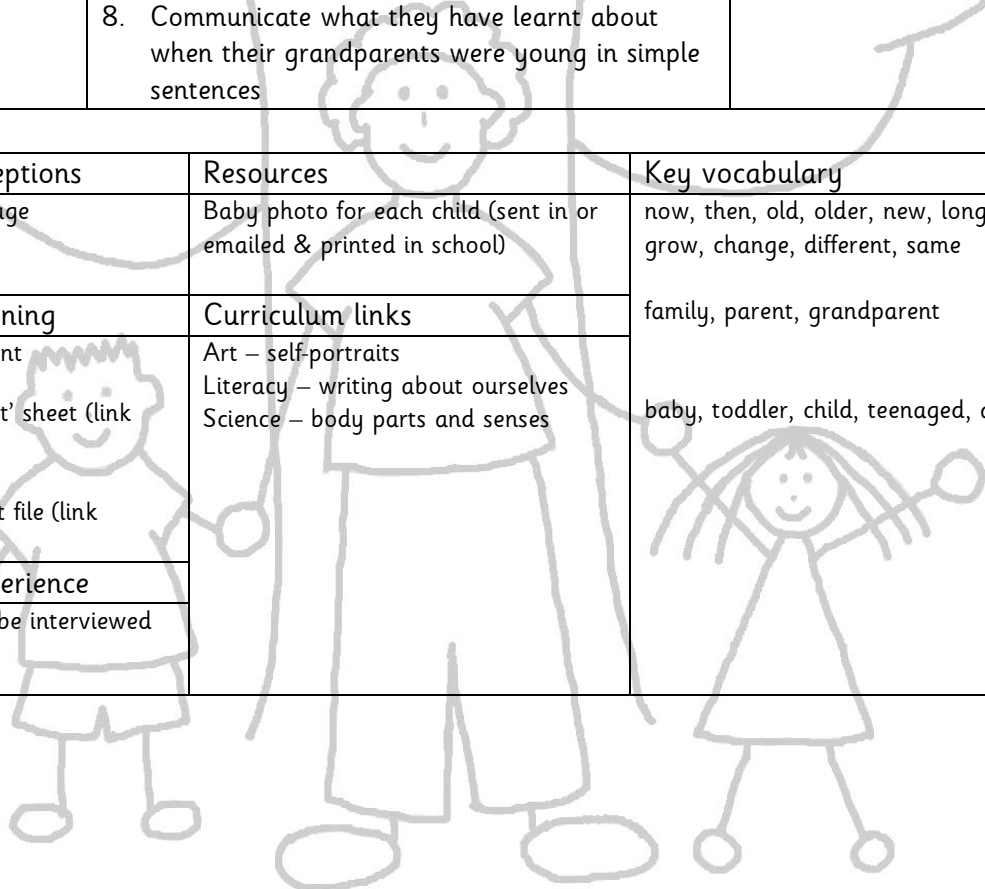 8. Communicate what they have learnt about
when their grandparents were young in simple
sentences
eptions
age
ning
nt
t' sheet (link
t file (link
erience
be interviewed
Resources
Baby photo for each child (sent in or
emailed & printed in school)
Curriculum links
Art – self-portraits
Literacy – writing about ourselves
Science – body parts and senses
Key vocabulary
now, then, old, older, new, long
grow, change, different, same
family, parent, grandparent
baby, toddler, child, teenaged,